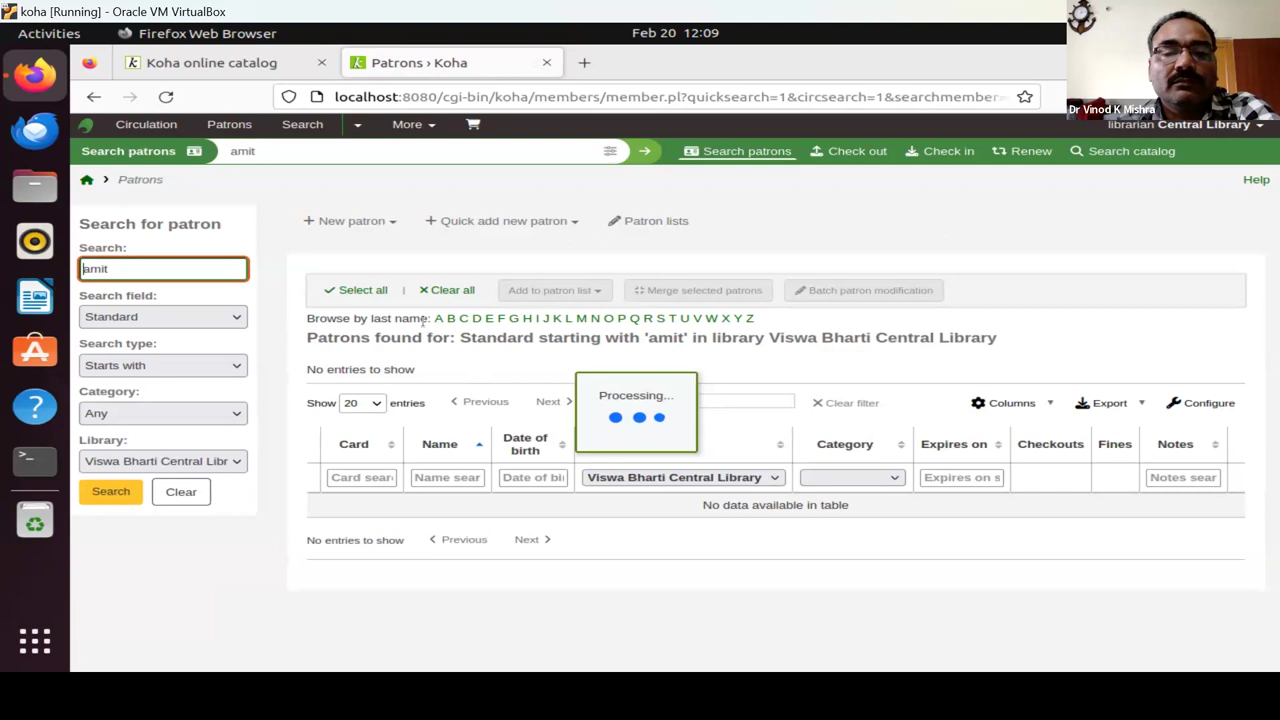 koha [Running] - Oracle VM VirtualBox
Activities Firefox Web Browser Feb 20 12:09
Koha online catalog Patrons › Koha
localhost:8080/cgi-bin/koha/members/member.pl?quicksearch=1&circsearch=1&searchmember=
Dr Vinod K Mishra
Circulation Patrons Search More librarian Central Library
Search patrons amit Search patrons Check out Check in Renew Search catalog
Patrons Help
Search for patron
Search:
amit
Search field:
Standard
Search type:
Starts with
Category:
Any
Library:
Viswa Bharti Central Libr
Search Clear
New patron Quick add new patron Patron lists
Select all | Clear all Add to patron list Merge selected patrons Batch patron modification
Browse by last name: A B C D E F G H I J K L M N O P Q R S T U V W X Y Z
Patrons found for: Standard starting with 'amit' in library Viswa Bharti Central Library
No entries to show
Processing...
Show 20 entries Previous Next Clear filter Columns Export Configure
Card Name Date of birth Category Expires on Checkouts Fines Notes
Card sear Name sear Date of bi Viswa Bharti Central Library Expires on s Notes sear
No data available in table
No entries to show Previous Next